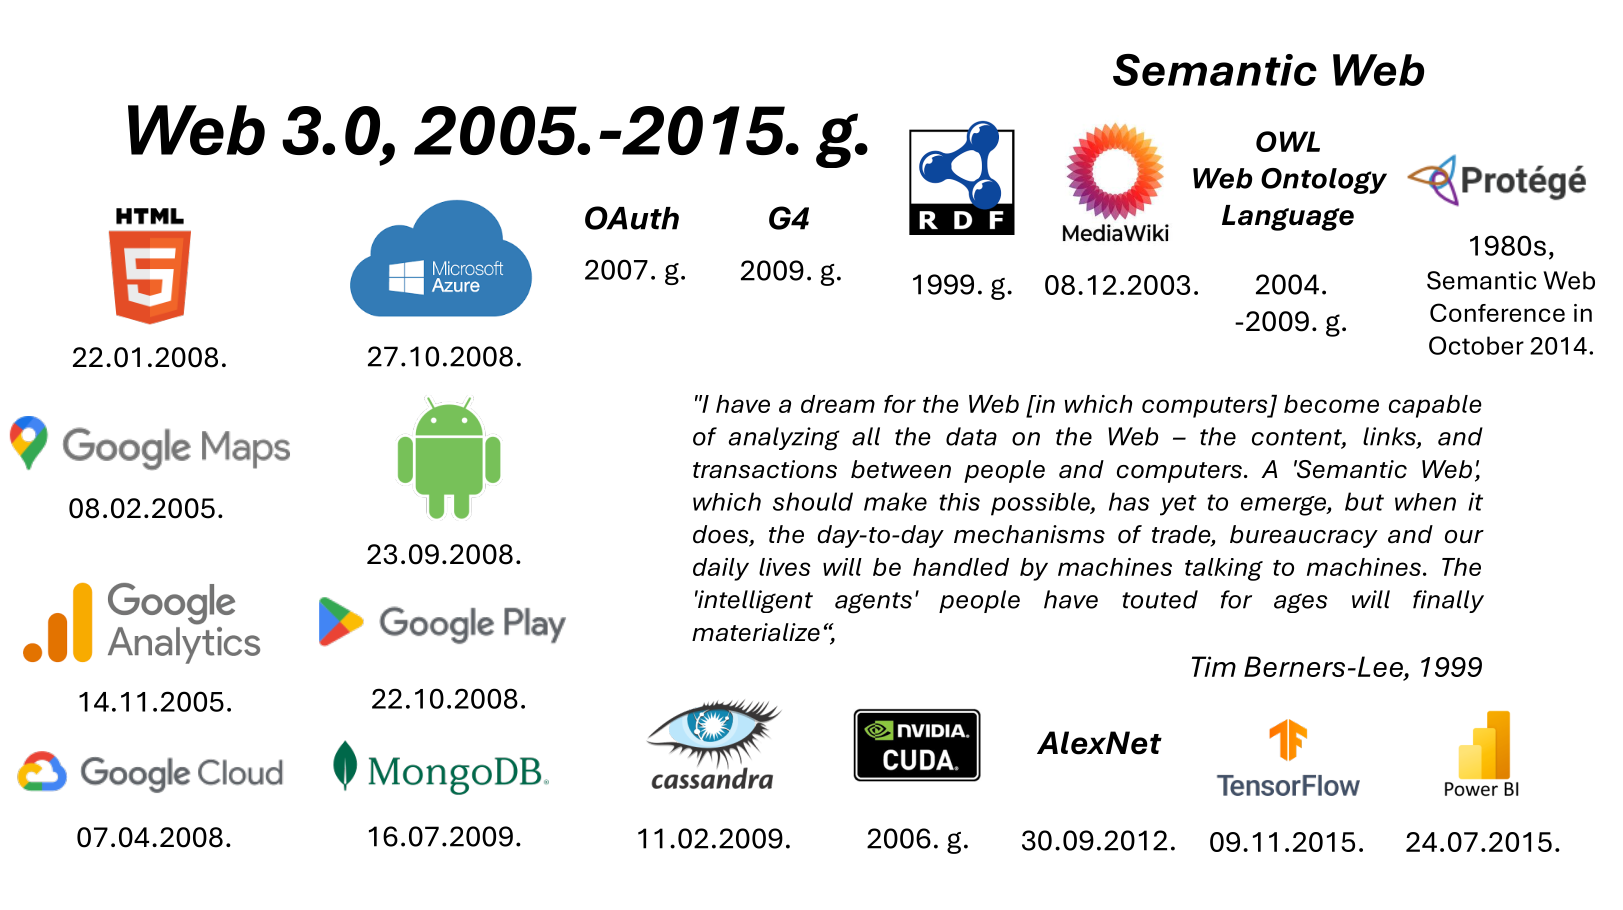 Semantic Web
Web 3.0, 2005.-2015. g.
HTML
5
22.01.2008.
Microsoft
Azure
27.10.2008.
OAuth
2007. g.
G4
2009. g.
RDF
1999. g.
MediaWiki
08.12.2003.
OWL
Web Ontology
Language
2004.
-2009. g.
Protégé
1980s,
Semantic Web
Conference in
October 2014.
Google Maps
08.02.2005.
23.09.2008.
Google
Analytics
14.11.2005.
Google Play
22.10.2008.
Google Cloud
07.04.2008.
MongoDB®
16.07.2009.
"I have a dream for the Web [in which computers] become capable
of analyzing all the data on the Web – the content, links, and
transactions between people and computers. A 'Semantic Web',
which should make this possible, has yet to emerge, but when it
does, the day-to-day mechanisms of trade, bureaucracy and our
daily lives will be handled by machines talking to machines. The
'intelligent agents' people have touted for ages will finally
materialize“,
Tim Berners-Lee, 1999
cassandra
11.02.2009.
NVIDIA.
CUDA.
2006. g.
AlexNet
30.09.2012.
TensorFlow
09.11.2015.
Power BI
24.07.2015.